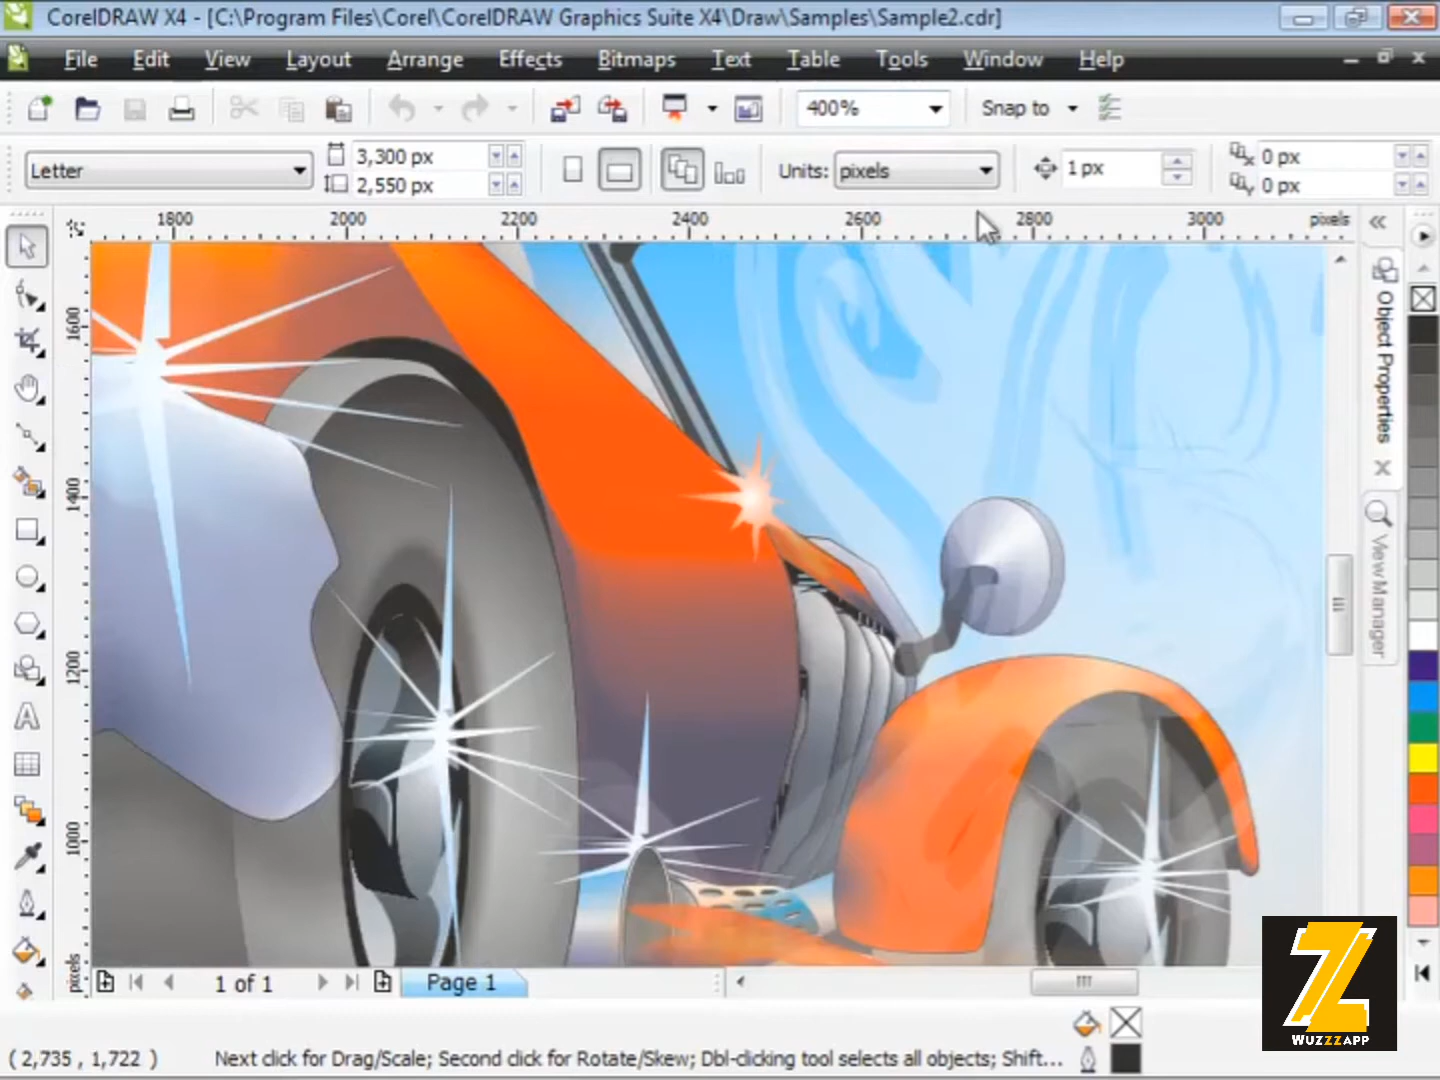 CorelDRAW X4 - [C:\Program Files\Corel\CorelDRAW Graphics Suite X4\Draw\Samples\Sample2.cdr]
File Edit View Layout Arrange Effects Bitmaps Text Table Tools Window Help
400% Snap to
Letter 3,300 px 2,550 px Units: pixels 1 px 0 px 0 px
1800 2000 2200 2400 2600 2800 3000 pixels
1600
1400
1200
1000
pixels
Object Properties
View Manager
1 of 1 Page 1
WUZZZAPP
( 2,735 , 1,722 ) Next click for Drag/Scale; Second click for Rotate/Skew; Dbl-clicking tool selects all objects; Shift...